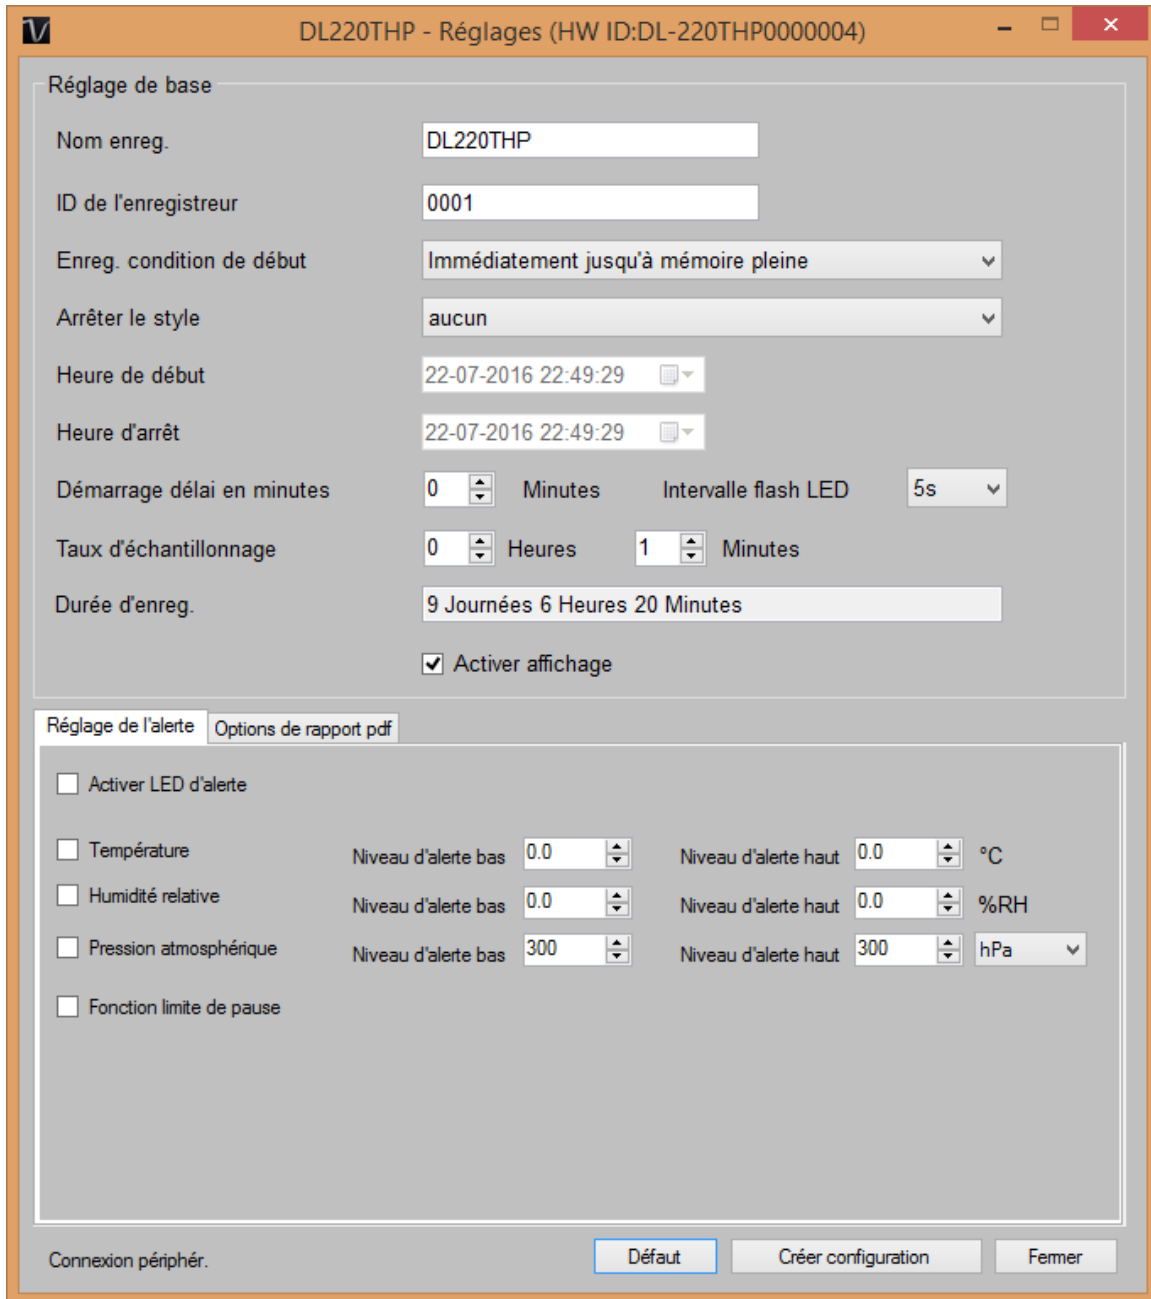 DL220THP - Réglages (HW ID:DL-220THP0000004)
Réglage de base
Nom enreg. DL220THP
ID de l'enregistreur 0001
Enreg. condition de début Immédiatement jusqu'à mémoire pleine
Arrêter le style aucun
Heure de début 22-07-2016 22:49:29
Heure d'arrêt 22-07-2016 22:49:29
Démarrage délai en minutes 0 Minutes Intervalle flash LED 5s
Taux d'échantillonnage 0 Heures 1 Minutes
Durée d'enreg. 9 Journées 6 Heures 20 Minutes
Activer affichage
Réglage de l'alerte Options de rapport pdf
Activer LED d'alerte
Température Niveau d'alerte bas 0.0 Niveau d'alerte haut 0.0 °C
Humidité relative Niveau d'alerte bas 0.0 Niveau d'alerte haut 0.0 %RH
Pression atmosphérique Niveau d'alerte bas 300 Niveau d'alerte haut 300 hPa
Fonction limite de pause
Connexion périphér. Défaut Créer configuration Fermer